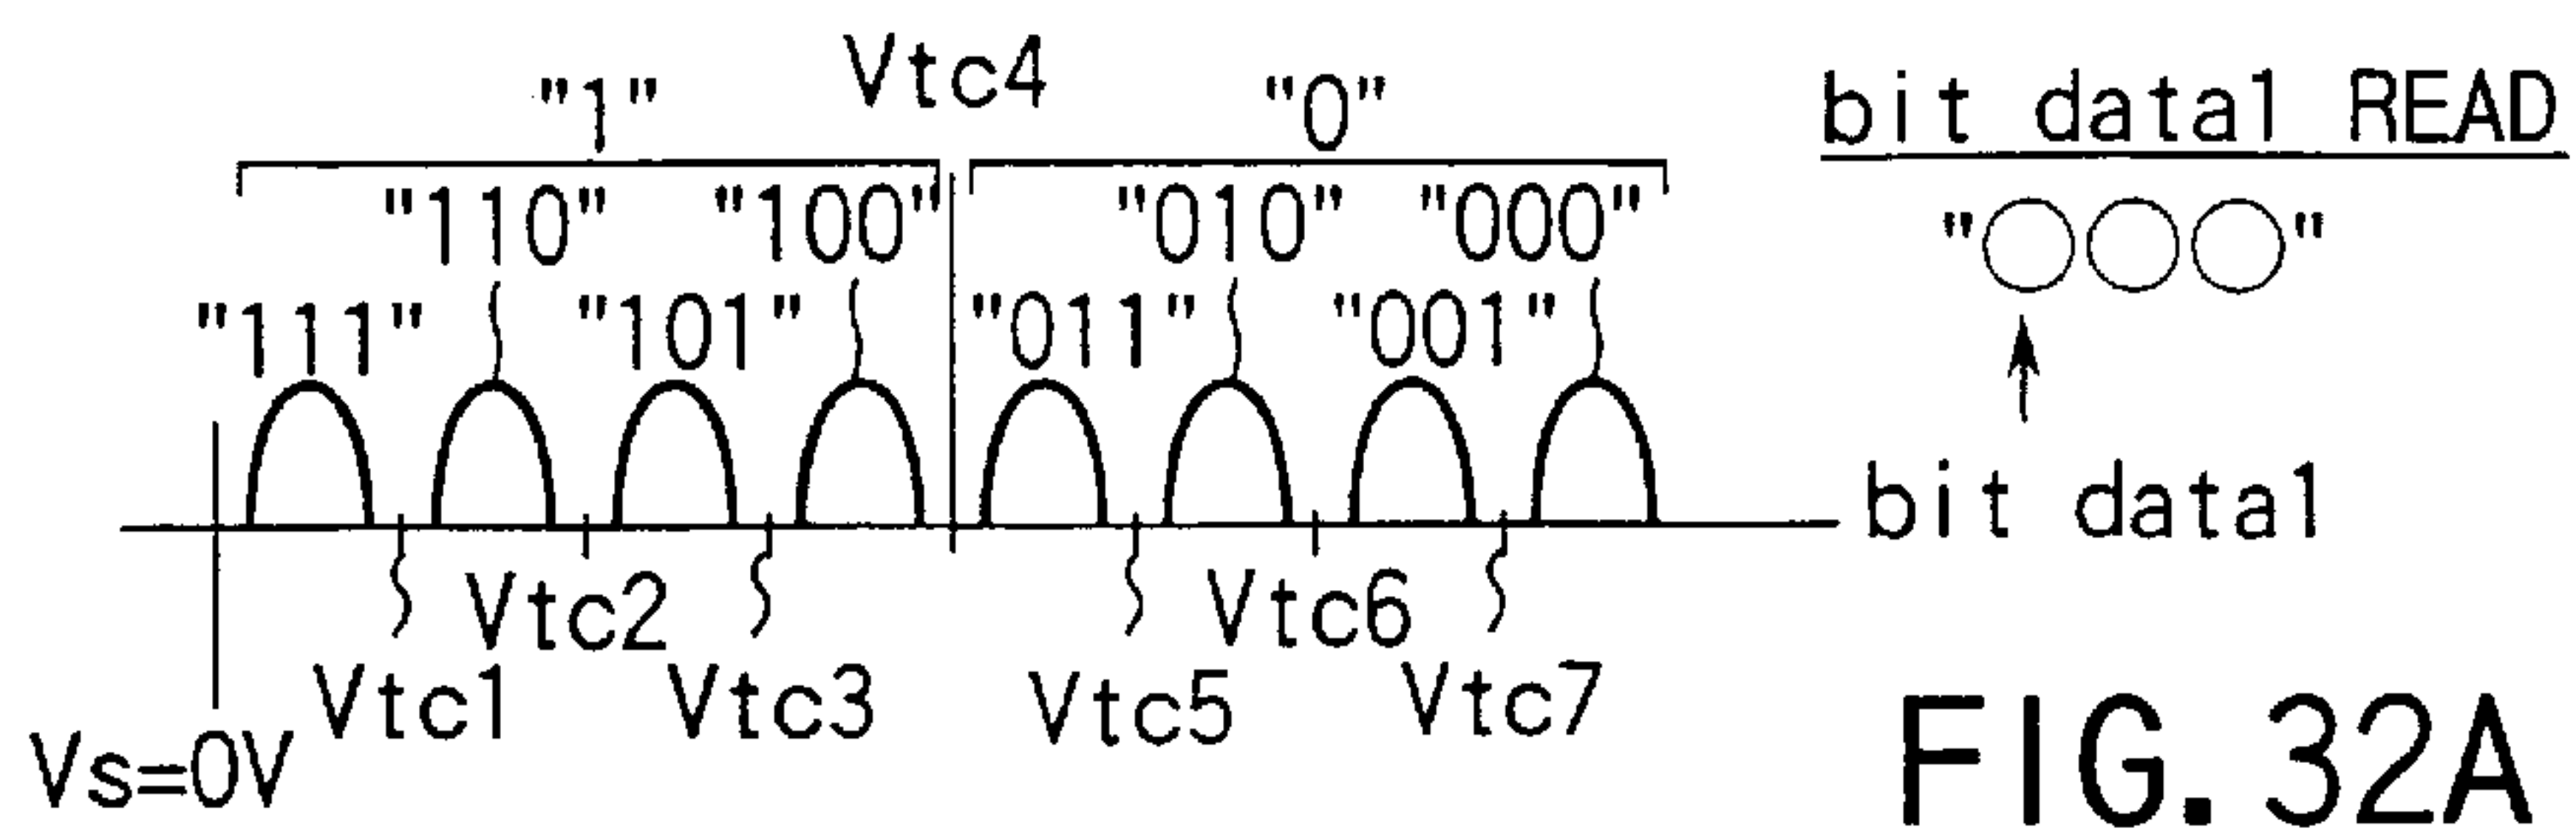 Vtc4
"1" "0" bit data1 READ
"110" "100" "010" "000" "○○○"
"111" "101" "011" "001"
bit data1
Vtc2 Vtc6
Vtc1 Vtc3 Vtc5 Vtc7
Vs=0V
FIG. 32A